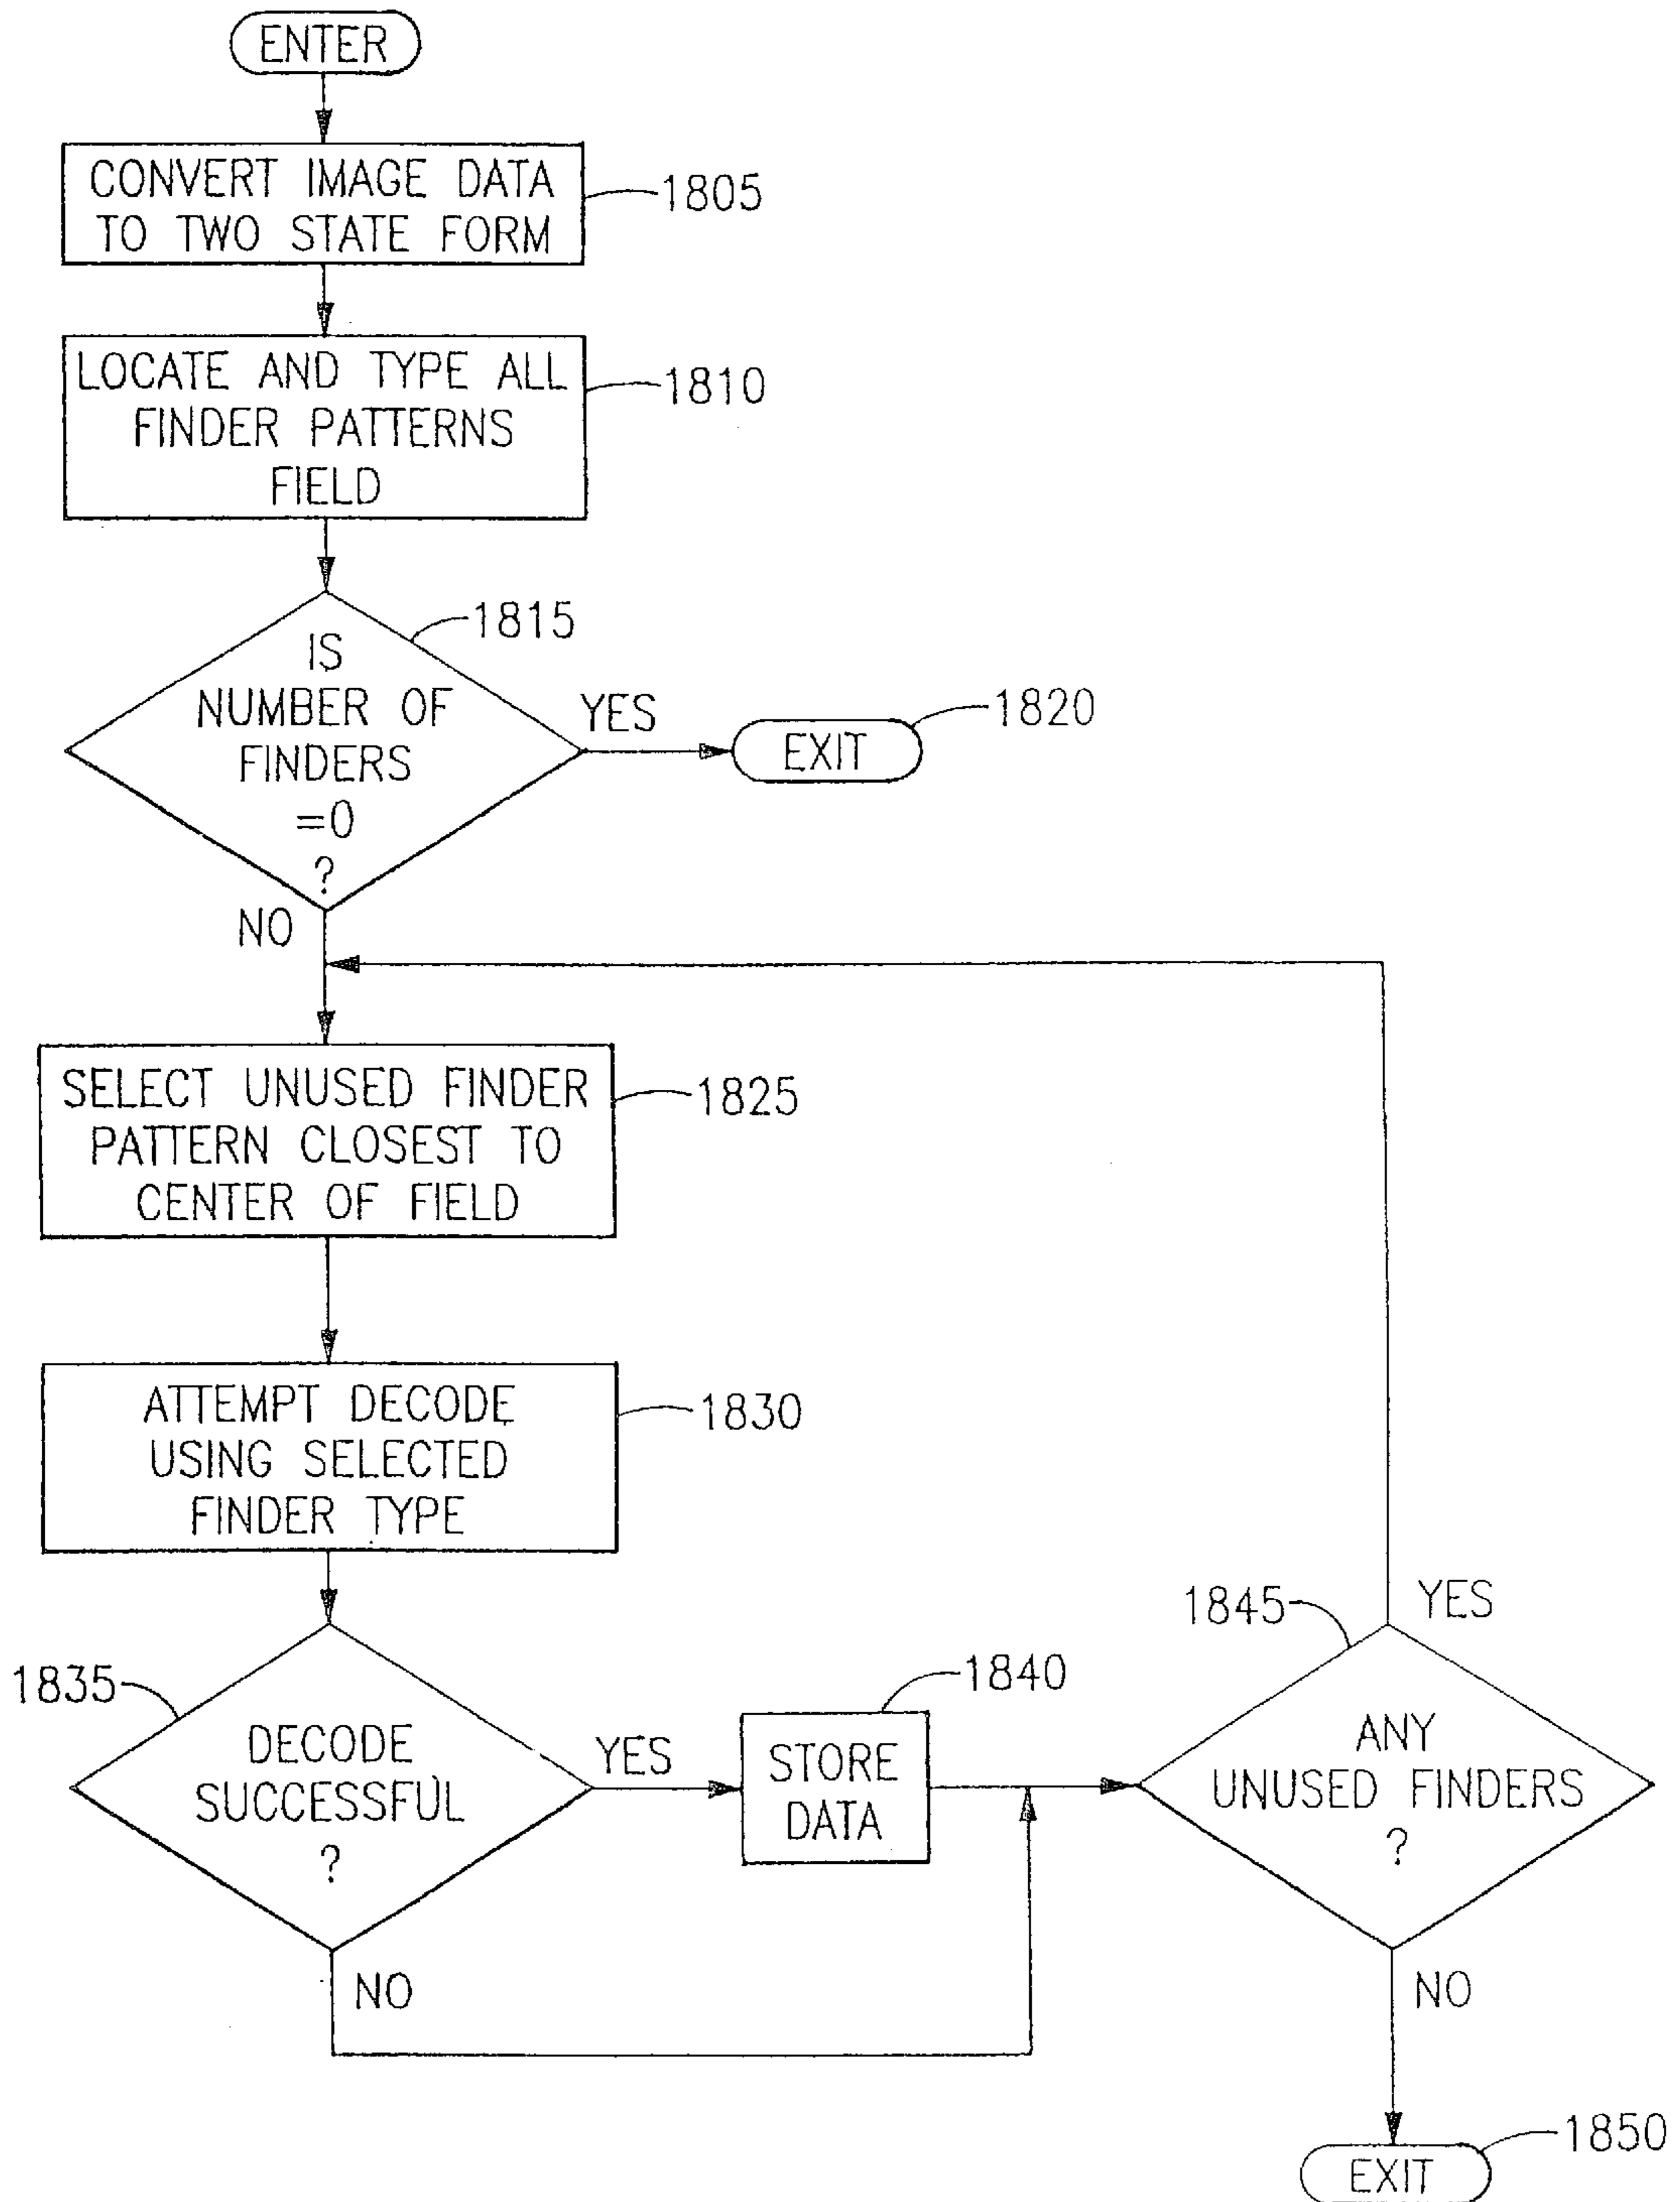 ENTER
CONVERT IMAGE DATA
TO TWO STATE FORM
1805
LOCATE AND TYPE ALL
FINDER PATTERNS
FIELD
1810
IS
NUMBER OF
FINDERS
=0
?
1815
YES
EXIT
1820
NO
SELECT UNUSED FINDER
PATTERN CLOSEST TO
CENTER OF FIELD
1825
ATTEMPT DECODE
USING SELECTED
FINDER TYPE
1830
1835
DECODE
SUCCESSFUL
?
YES
1840
STORE
DATA
NO
1845
YES
ANY
UNUSED FINDERS
?
NO
1850
EXIT